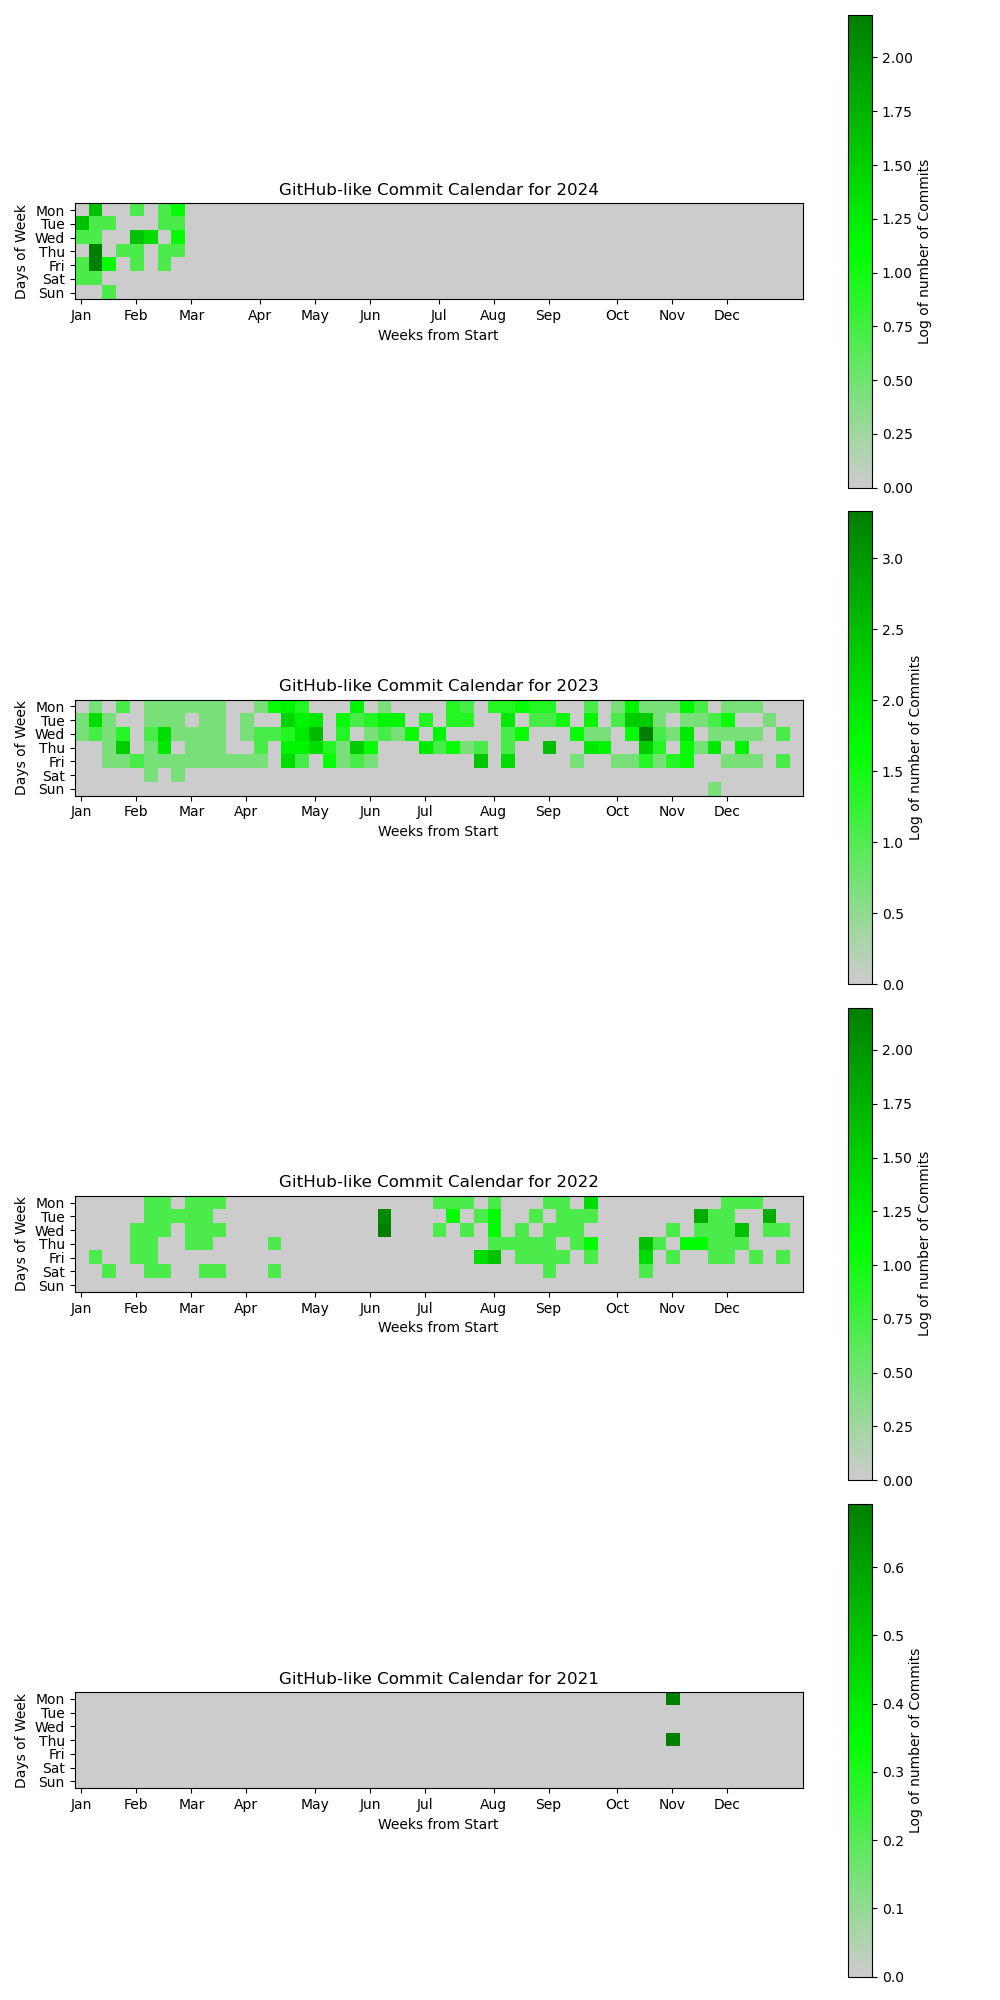 GitHub-like Commit Calendar for 2024
Days of Week
Mon
Tue
Wed
Thu
Fri
Sat
Sun
Jan Feb Mar Apr May Jun Jul Aug Sep Oct Nov Dec
Weeks from Start
2.00
1.75
1.50
1.25
1.00
0.75
0.50
0.25
0.00
Log of number of Commits
GitHub-like Commit Calendar for 2023
Days of Week
Mon
Tue
Wed
Thu
Fri
Sat
Sun
Jan Feb Mar Apr May Jun Jul Aug Sep Oct Nov Dec
Weeks from Start
3.0
2.5
2.0
1.5
1.0
0.5
0.0
Log of number of Commits
GitHub-like Commit Calendar for 2022
Days of Week
Mon
Tue
Wed
Thu
Fri
Sat
Sun
Jan Feb Mar Apr May Jun Jul Aug Sep Oct Nov Dec
Weeks from Start
2.00
1.75
1.50
1.25
1.00
0.75
0.50
0.25
0.00
Log of number of Commits
GitHub-like Commit Calendar for 2021
Days of Week
Mon
Tue
Wed
Thu
Fri
Sat
Sun
Jan Feb Mar Apr May Jun Jul Aug Sep Oct Nov Dec
Weeks from Start
0.6
0.5
0.4
0.3
0.2
0.1
0.0
Log of number of Commits